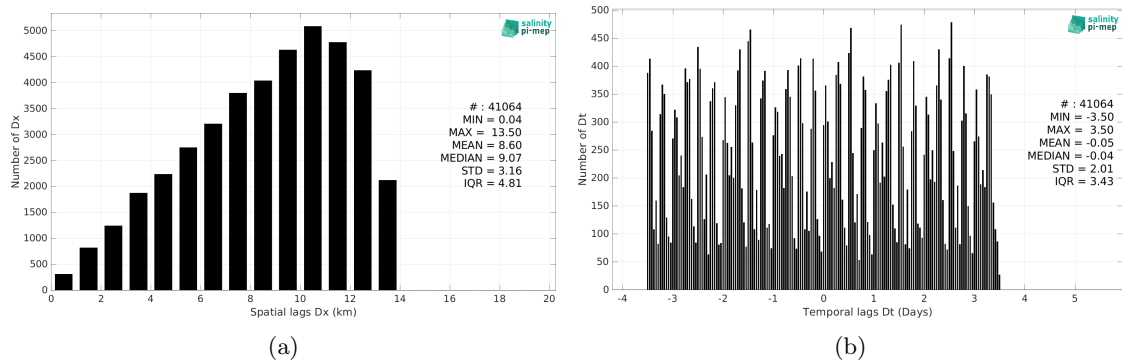 5000
4500
4000
3500
3000
2500
2000
1500
1000
500
0
Number of Dx
0 2 4 6 8 10 12 14 16 18 20
Spatial lags Dx (km)
salinity
pi-mep
# : 41064
MIN = 0.04
MAX = 13.50
MEAN = 8.60
MEDIAN = 9.07
STD = 3.16
IQR = 4.81
(a)
500
450
400
350
300
250
200
150
100
50
0
Number of Dt
-4 -3 -2 -1 0 1 2 3 4 5
Temporal lags Dt (Days)
salinity
pi-mep
# : 41064
MIN = -3.50
MAX = 3.50
MEAN = -0.05
MEDIAN = -0.04
STD = 2.01
IQR = 3.43
(b)